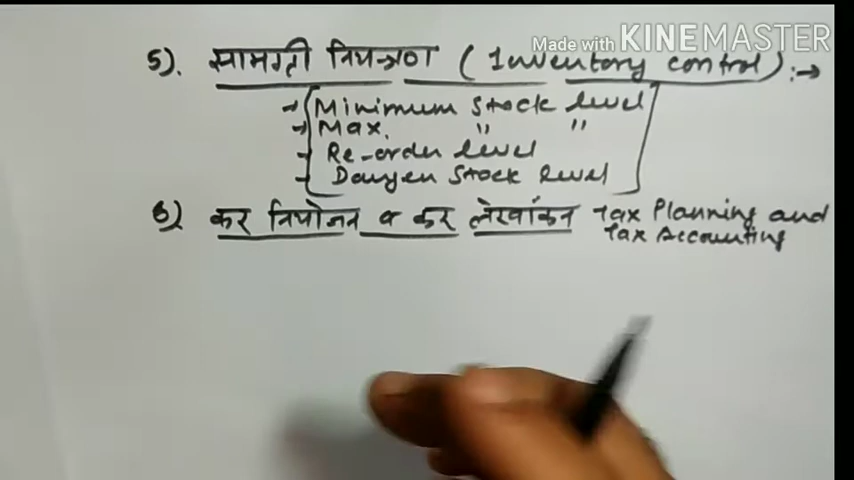 Made with KINEMASTER
5). सामग्री नियन्त्रण ( Inventory control ) :→
→ Minimum stock level
→ Max. " "
→ Re-order level
→ Danger Stock level
6) कर नियोजन व कर लेखांकन Tax Planning and
Tax Accounting